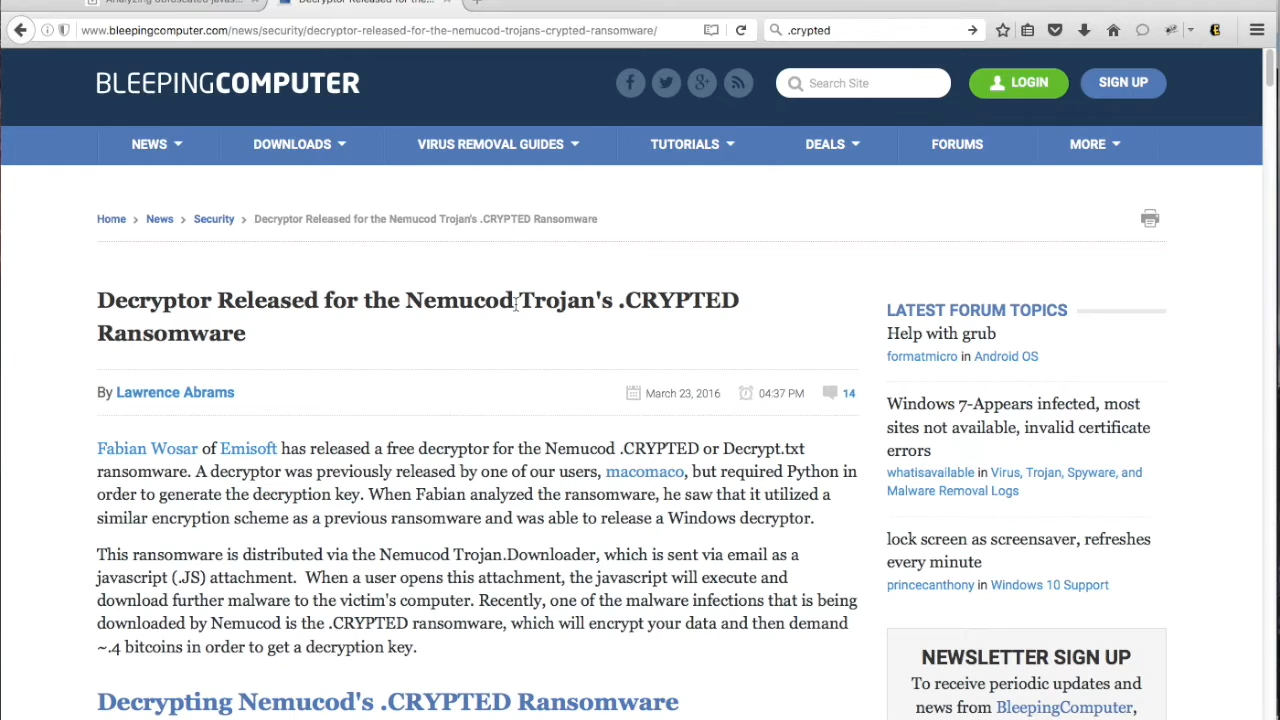 Decryptor Released for the...
www.bleepingcomputer.com/news/security/decryptor-released-for-the-nemucod-trojans-crypted-ransomware/
.crypted
BLEEPINGCOMPUTER
Search Site
LOGIN
SIGN UP
NEWS
DOWNLOADS
VIRUS REMOVAL GUIDES
TUTORIALS
DEALS
FORUMS
MORE
Home > News > Security > Decryptor Released for the Nemucod Trojan's .CRYPTED Ransomware
Decryptor Released for the Nemucod Trojan's .CRYPTED
Ransomware
By Lawrence Abrams
March 23, 2016
04:37 PM
14
Fabian Wosar of Emisoft has released a free decryptor for the Nemucod .CRYPTED or Decrypt.txt
ransomware. A decryptor was previously released by one of our users, macomaco, but required Python in
order to generate the decryption key. When Fabian analyzed the ransomware, he saw that it utilized a
similar encryption scheme as a previous ransomware and was able to release a Windows decryptor.
This ransomware is distributed via the Nemucod Trojan.Downloader, which is sent via email as a
javascript (.JS) attachment. When a user opens this attachment, the javascript will execute and
download further malware to the victim's computer. Recently, one of the malware infections that is being
downloaded by Nemucod is the .CRYPTED ransomware, which will encrypt your data and then demand
~.4 bitcoins in order to get a decryption key.
Decrypting Nemucod's .CRYPTED Ransomware
LATEST FORUM TOPICS
Help with grub
formatmicro in Android OS
Windows 7-Appears infected, most
sites not available, invalid certificate
errors
whatisavailable in Virus, Trojan, Spyware, and
Malware Removal Logs
lock screen as screensaver, refreshes
every minute
princecanthony in Windows 10 Support
NEWSLETTER SIGN UP
To receive periodic updates and
news from BleepingComputer,